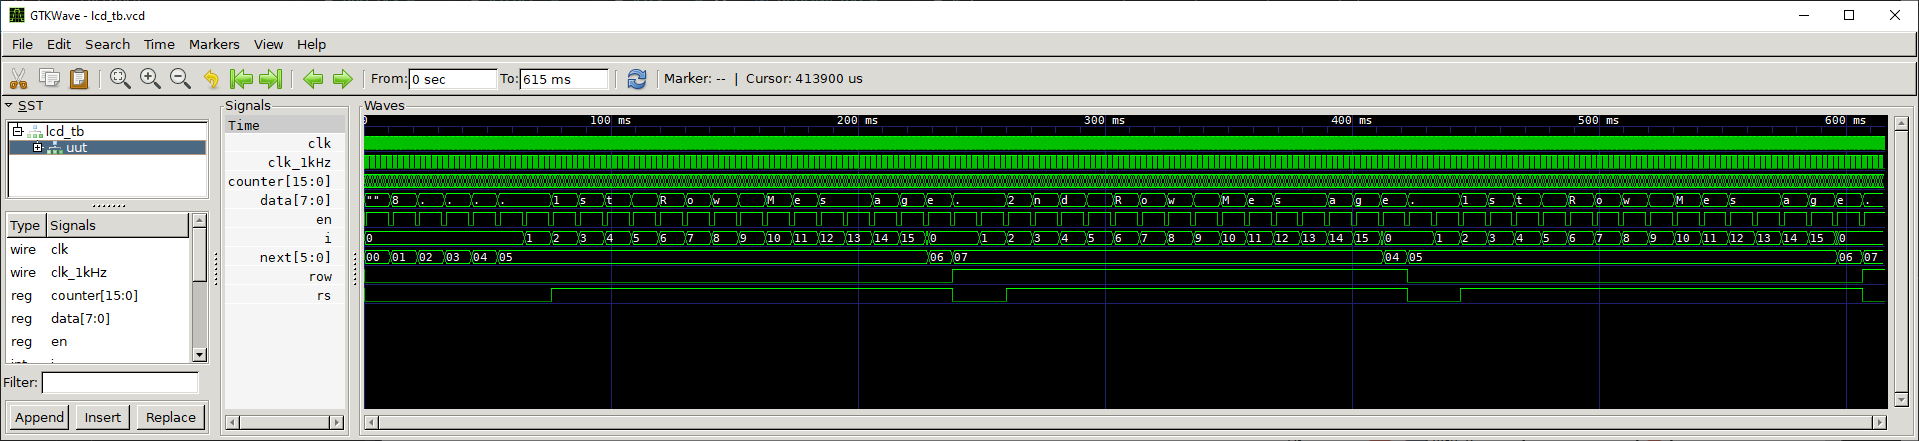 GTKWave - lcd_tb.vcd
File Edit Search Time Markers View Help
From: 0 sec To: 615 ms Marker: -- | Cursor: 413900 us
SST
lcd_tb
uut
Type Signals
wire clk
wire clk_1kHz
reg counter[15:0]
reg data[7:0]
reg en
int i
Filter:
Append Insert Replace
Signals
Time
clk
clk_1kHz
counter[15:0]
data[7:0]
en
i
next[5:0]
row
rs
Waves
0 100 ms 200 ms 300 ms 400 ms 500 ms 600 ms
"" 8 . . . . 1 s t R o w M e s a g e . 2 n d R o w M e s a g e . 1 s t R o w M e s a g e .
0 1 2 3 4 5 6 7 8 9 10 11 12 13 14 15 0 1 2 3 4 5 6 7 8 9 10 11 12 13 14 15 0 1 2 3 4 5 6 7 8 9 10 11 12 13 14 15 0
00 01 02 03 04 05 06 07 04 05 06 07